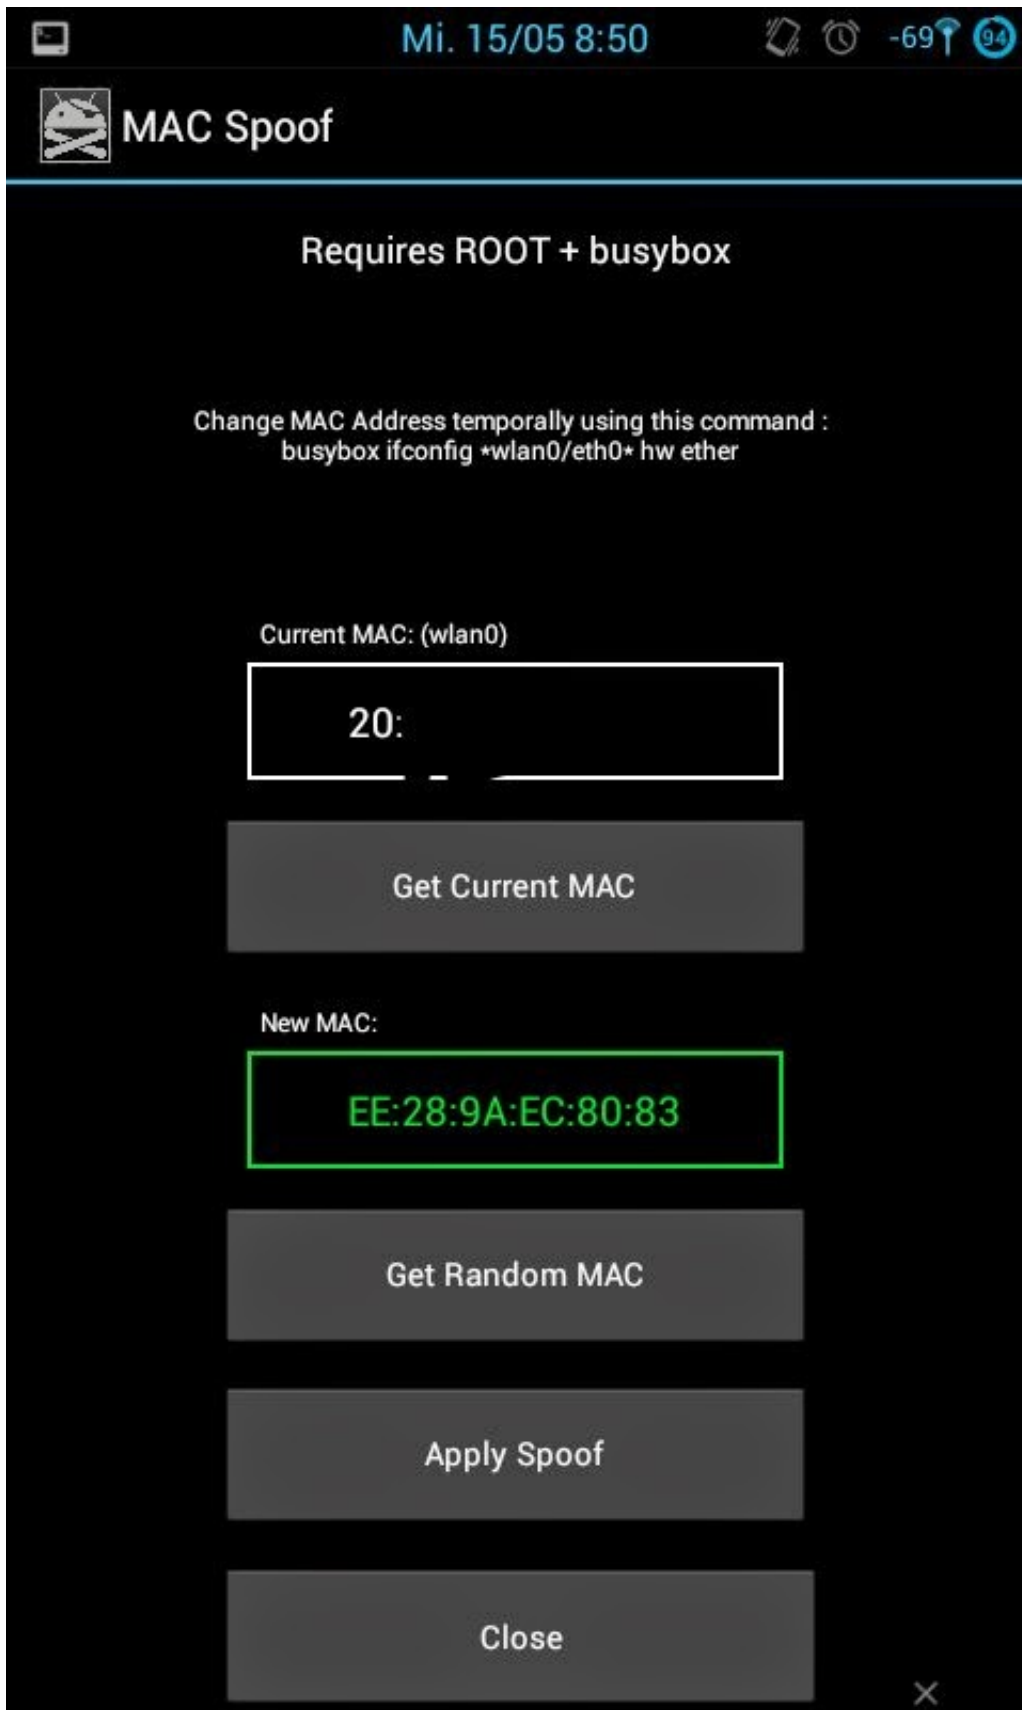 Mi. 15/05 8:50 -69 94
MAC Spoof
Requires ROOT + busybox
Change MAC Address temporally using this command :
busybox ifconfig *wlan0/eth0* hw ether
Current MAC: (wlan0)
20:
Get Current MAC
New MAC:
EE:28:9A:EC:80:83
Get Random MAC
Apply Spoof
Close